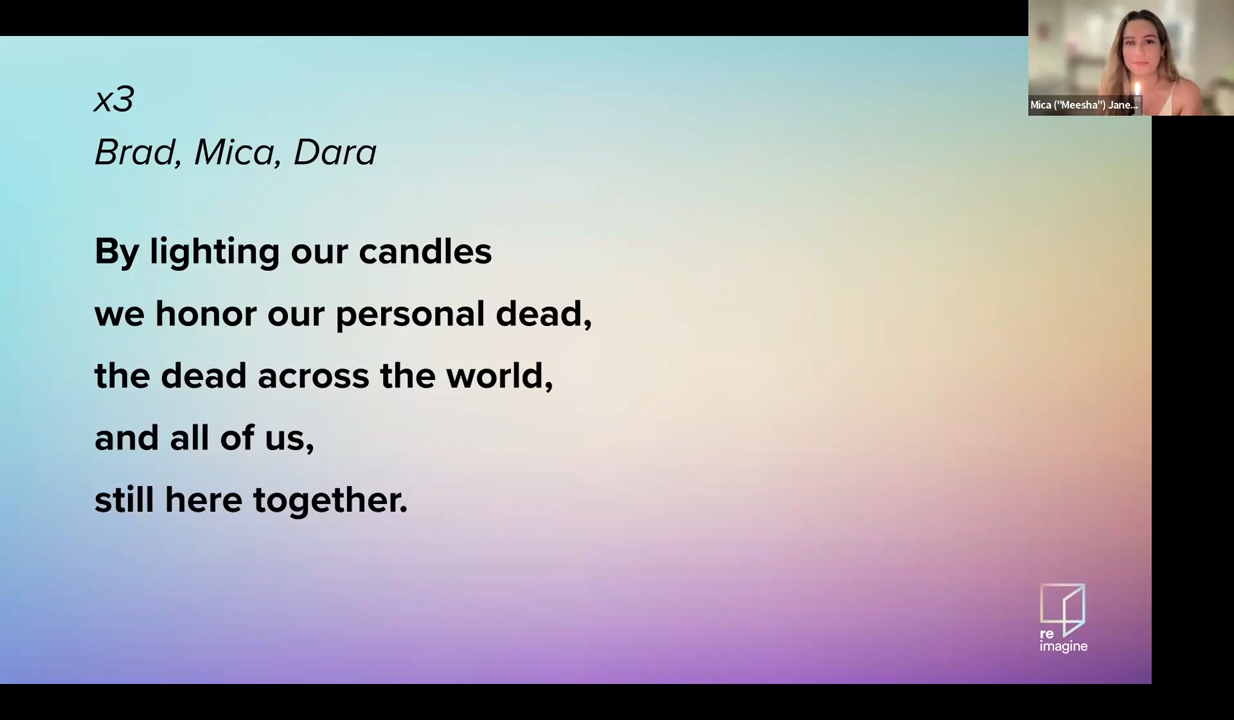 x3
Brad, Mica, Dara
By lighting our candles
we honor our personal dead,
the dead across the world,
and all of us,
still here together.
Mica ("Meesha") Jane...
re
imagine